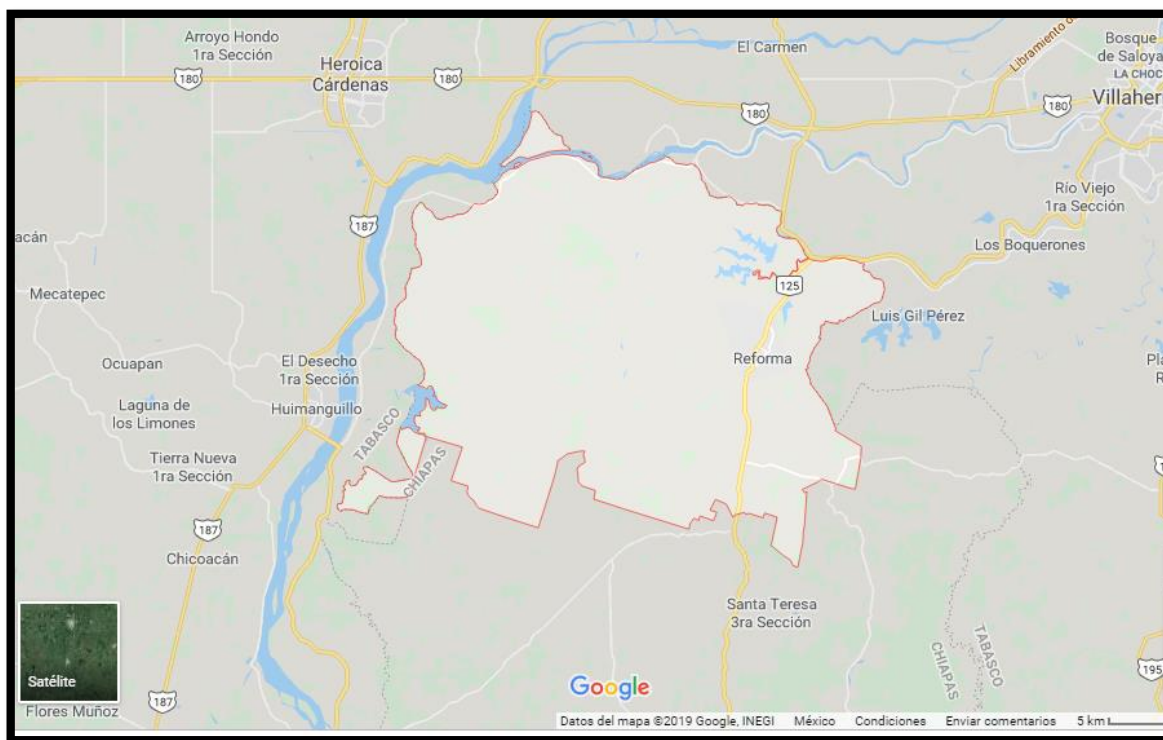 Arroyo Hondo
1ra Sección
Heroica
Cárdenas
El Carmen
Libramiento d
Bosque
de Saloya
LA CHOC
Villaher
180
180
180
180
Río Viejo
1ra Sección
Los Boquerones
187
acán
Mecatepec
125
Luis Gil Pérez
Reforma
Pl
R
Ocuapan
El Desecho
1ra Sección
Laguna de
los Limones
Huimanguillo
TABASCO
CHIAPAS
Tierra Nueva
1ra Sección
1
187
Chicoacán
Santa Teresa
3ra Sección
TABASCO
CHIAPAS
195
Satélite
187
Flores Muñoz
Google
Datos del mapa ©2019 Google, INEGI México Condiciones Enviar comentarios 5 km